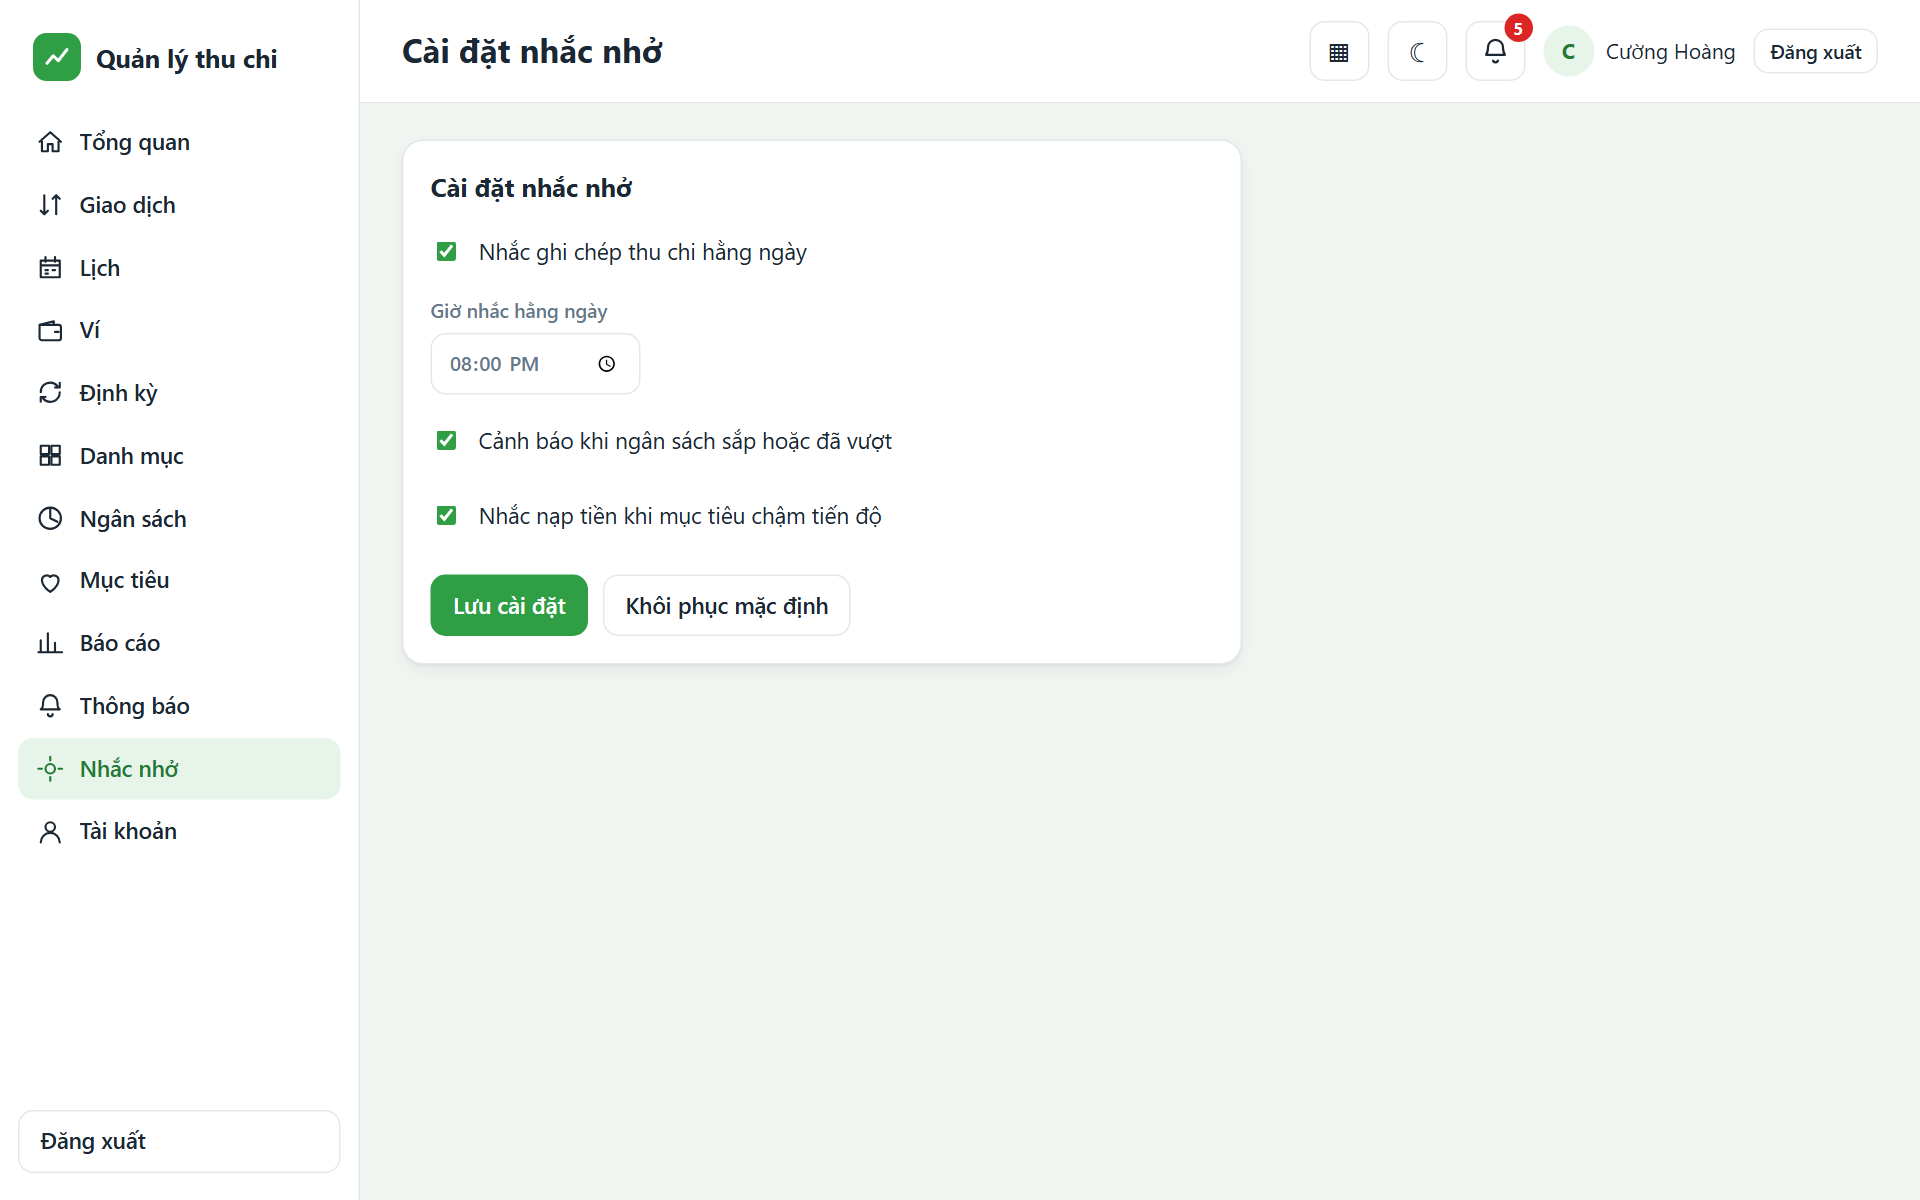 Quản lý thu chi
Tổng quan
Giao dịch
Lịch
Ví
Định kỳ
Danh mục
Ngân sách
Mục tiêu
Báo cáo
Thông báo
Nhắc nhở
Tài khoản
Đăng xuất
Cài đặt nhắc nhở
5
C
Cường Hoàng
Đăng xuất
Cài đặt nhắc nhở
Nhắc ghi chép thu chi hằng ngày
Giờ nhắc hằng ngày
08:00 PM
Cảnh báo khi ngân sách sắp hoặc đã vượt
Nhắc nạp tiền khi mục tiêu chậm tiến độ
Lưu cài đặt
Khôi phục mặc định